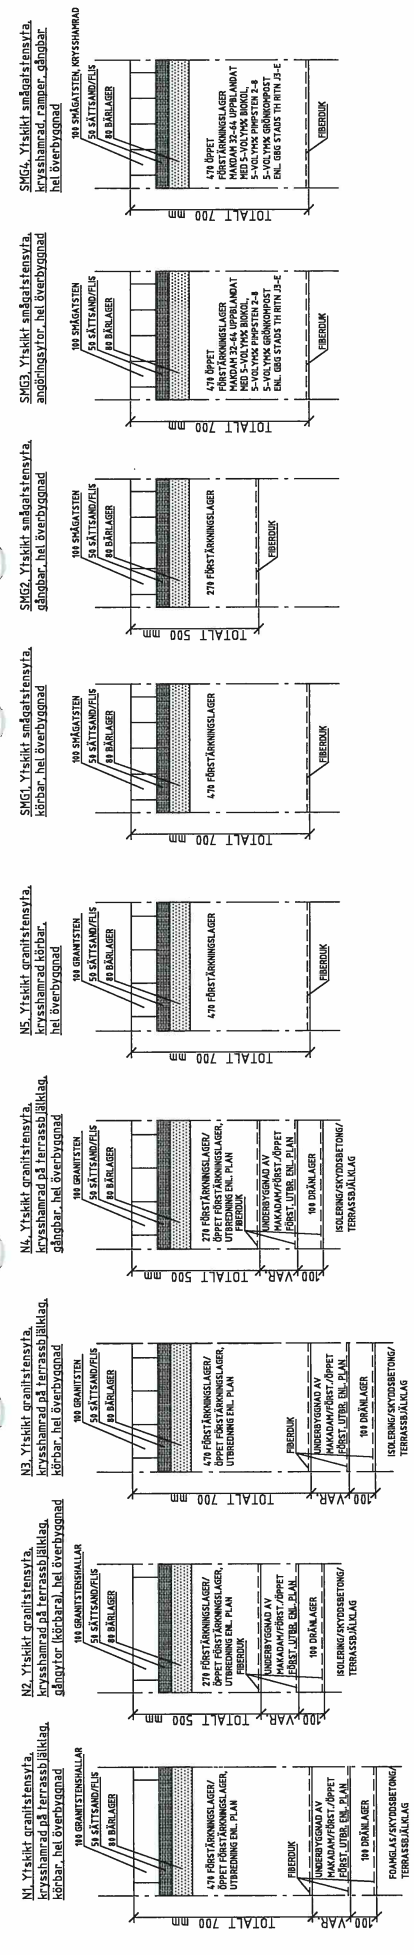 N1, Ytskikt granitstensyta,
krysshamrad på terrassbjälklag,
körbar, hel överbyggnad
100 GRANITSTENSHALLAR
50 SÄTTSAND/FLIS
80 BÄRLAGER
470 FÖRSTÄRKNINGSLAGER/
ÖPPET FÖRSTÄRKNINGSLAGER,
UTBREDNING ENL. PLAN
FIBERDUK
UNDERBYGGNAD AV
MAKADAM/FÖRST./ÖPPET
FÖRST, UTBR. ENL. PLAN
100 DRÄNLAGER
FOAMGLAS/SKYDDSBETONG/
TERRASSBJÄLKLAG
TOTALT 700 mm
VAR.
100
N2, Ytskikt granitstensyta,
krysshamrad på terrassbjälklag,
gångytor (körbara), hel överbyggnad
100 GRANITSTENSHALLAR
50 SÄTTSAND/FLIS
80 BÄRLAGER
270 FÖRSTÄRKNINGSLAGER/
ÖPPET FÖRSTÄRKNINGSLAGER,
UTBREDNING ENL. PLAN
FIBERDUK
UNDERBYGGNAD AV
MAKADAM/FÖRST./ÖPPET
FÖRST, UTBR. ENL. PLAN
100 DRÄNLAGER
ISOLERING/SKYDDSBETONG/
TERRASSBJÄLKLAG
TOTALT 500 mm
VAR.
100
N3, Ytskikt granitstensyta,
krysshamrad på terrassbjälklag,
körbar, hel överbyggnad
100 GRANITSTEN
50 SÄTTSAND/FLIS
80 BÄRLAGER
470 FÖRSTÄRKNINGSLAGER/
ÖPPET FÖRSTÄRKNINGSLAGER,
UTBREDNING ENL. PLAN
FIBERDUK
UNDERBYGGNAD AV
MAKADAM/FÖRST./ÖPPET
FÖRST, UTBR. ENL. PLAN
100 DRÄNLAGER
ISOLERING/SKYDDSBETONG/
TERRASSBJÄLKLAG
TOTALT 700 mm
VAR.
100
N4, Ytskikt granitstensyta,
krysshamrad på terrassbjälklag,
gångbar, hel överbyggnad
100 GRANITSTEN
50 SÄTTSAND/FLIS
80 BÄRLAGER
270 FÖRSTÄRKNINGSLAGER/
ÖPPET FÖRSTÄRKNINGSLAGER,
UTBREDNING ENL. PLAN
FIBERDUK
UNDERBYGGNAD AV
MAKADAM/FÖRST./ÖPPET
FÖRST, UTBR. ENL. PLAN
100 DRÄNLAGER
ISOLERING/SKYDDSBETONG/
TERRASSBJÄLKLAG
TOTALT 500 mm
VAR.
100
N5, Ytskikt granitstensyta,
krysshamrad körbar,
hel överbyggnad
100 GRANITSTEN
50 SÄTTSAND/FLIS
80 BÄRLAGER
470 FÖRSTÄRKNINGSLAGER
FIBERDUK
TOTALT 700 mm
SMG1, Ytskikt smågatstensyta,
körbar, hel överbyggnad
100 SMÅGATSTEN
50 SÄTTSAND/FLIS
80 BÄRLAGER
470 FÖRSTÄRKNINGSLAGER
FIBERDUK
TOTALT 700 mm
SMG2, Ytskikt smågatstensyta,
gångbar, hel överbyggnad
100 SMÅGATSTEN
50 SÄTTSAND/FLIS
80 BÄRLAGER
270 FÖRSTÄRKNINGSLAGER
FIBERDUK
TOTALT 500 mm
SMG3, Ytskikt smågatstensyta,
angöringsytor, hel överbyggnad
100 SMÅGATSTEN
50 SÄTTSAND/FLIS
80 BÄRLAGER
470 ÖPPET
FÖRSTÄRKNINGSLAGER
MAKDAM 32-64 UPPBLANDAT
MED 5-VOLYM% BIOKOL,
5-VOLYM% PIMPSTEN 2-8
5-VOLYM% GRÖNKOMPOST
ENL. GBG STADS TH RITN J3-E
FIBERDUK
TOTALT 700 mm
SMG4, Ytskikt smågatstensyta,
krysshamrad, ramper, gångbar
hel överbyggnad
100 SMÅGATSTEN, KRYSSHAMRAD
50 SÄTTSAND/FLIS
80 BÄRLAGER
470 ÖPPET
FÖRSTÄRKNINGSLAGER
MAKDAM 32-64 UPPBLANDAT
MED 5-VOLYM% BIOKOL,
5-VOLYM% PIMPSTEN 2-8
5-VOLYM% GRÖNKOMPOST
ENL. GBG STADS TH RITN J3-E
FIBERDUK
TOTALT 700 mm